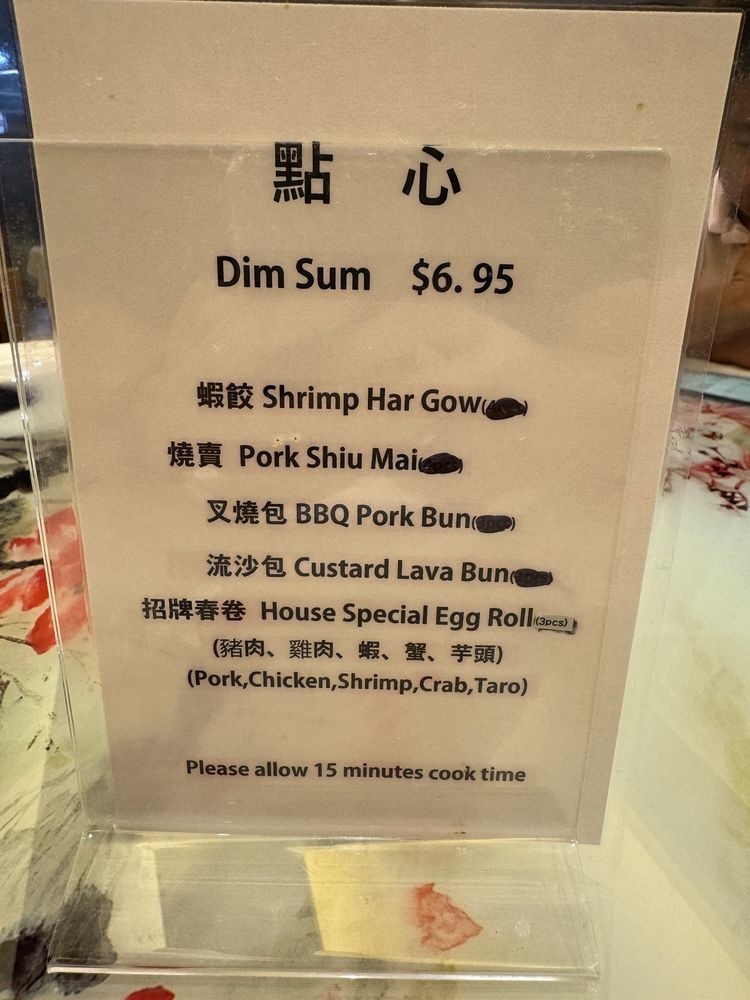 點 心
Dim Sum $6.95
蝦餃 Shrimp Har Gow
燒賣 Pork Shiu Mai
叉燒包 BBQ Pork Bun
流沙包 Custard Lava Bun
招牌春卷 House Special Egg Roll(3pcs)
(豬肉、雞肉、蝦、蟹、芋頭)
(Pork,Chicken,Shrimp,Crab,Taro)
Please allow 15 minutes cook time